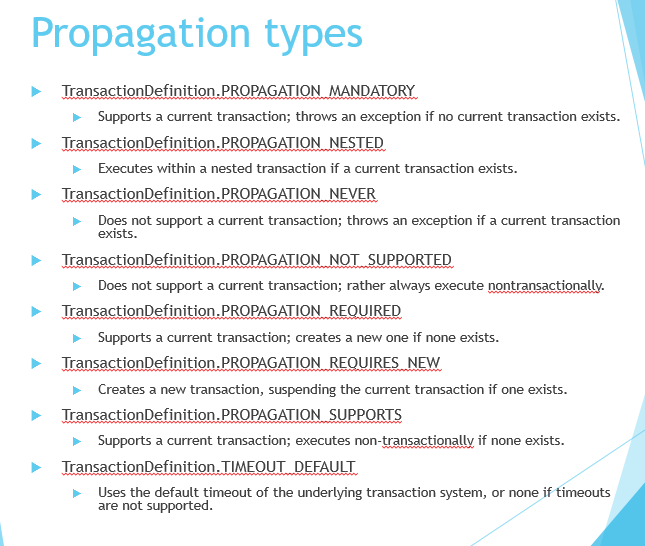 Propagation types
TransactionDefinition.PROPAGATION_MANDATORY
Supports a current transaction; throws an exception if no current transaction exists.
TransactionDefinition.PROPAGATION_NESTED
Executes within a nested transaction if a current transaction exists.
TransactionDefinition.PROPAGATION_NEVER
Does not support a current transaction; throws an exception if a current transaction
exists.
TransactionDefinition.PROPAGATION_NOT_SUPPORTED
Does not support a current transaction; rather always execute nontransactionally.
TransactionDefinition.PROPAGATION_REQUIRED
Supports a current transaction; creates a new one if none exists.
TransactionDefinition.PROPAGATION_REQUIRES_NEW
Creates a new transaction, suspending the current transaction if one exists.
TransactionDefinition.PROPAGATION_SUPPORTS
Supports a current transaction; executes non-transactionally if none exists.
TransactionDefinition.TIMEOUT_DEFAULT
Uses the default timeout of the underlying transaction system, or none if timeouts
are not supported.